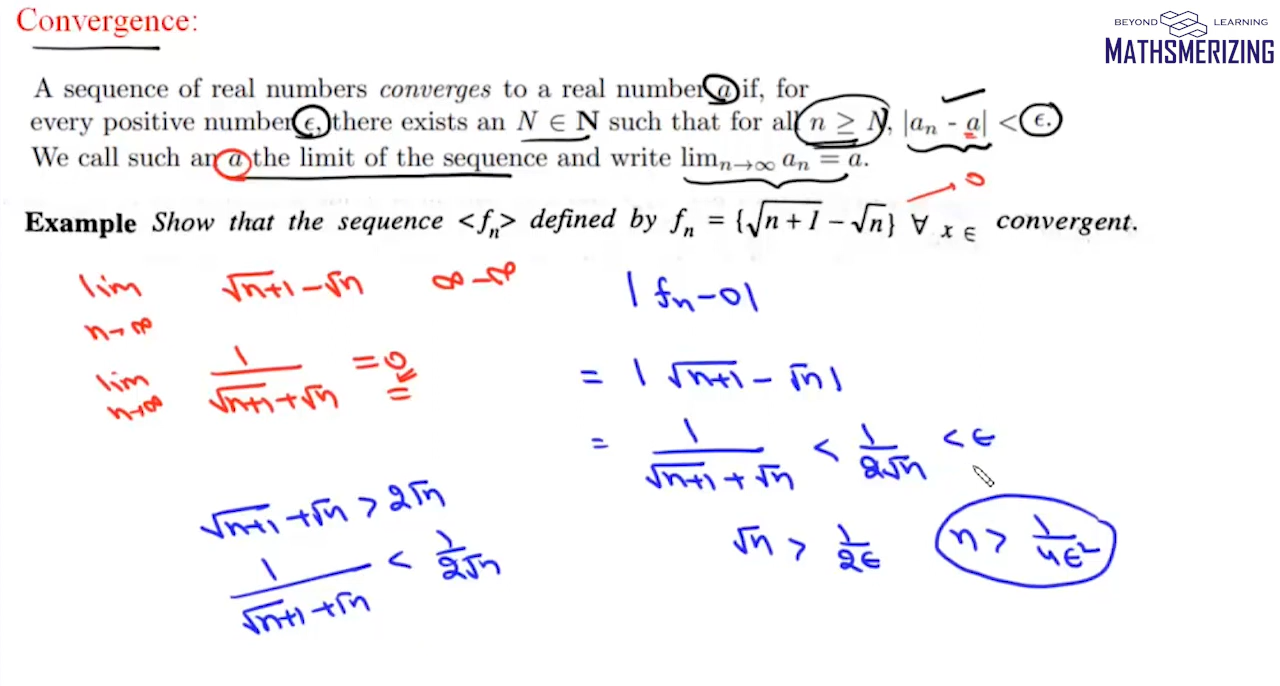 Convergence:
BEYOND LEARNING
MATHSMERIZING
A sequence of real numbers converges to a real number a if, for
every positive number ϵ, there exists an N ∈ N such that for all n ≥ N, |aₙ - a| < ϵ.
We call such an a the limit of the sequence and write limₙ→∞ aₙ = a.
0
Example Show that the sequence <fₙ> defined by fₙ = {√(n + 1) − √n} ∀ x ∈ convergent.
lim n→∞ √(n+1) − √n ∞ − ∞
lim n→∞ 1/(√(n+1) + √n) = 0
=
√(n+1) + √n > 2√n
1/(√(n+1) + √n) < 1/(2√n)
| fₙ − 0 |
= | √(n+1) − √n |
= 1/(√(n+1) + √n) < 1/(2√n) < ϵ
√n > 1/(2ϵ) n > 1/(4ϵ²)